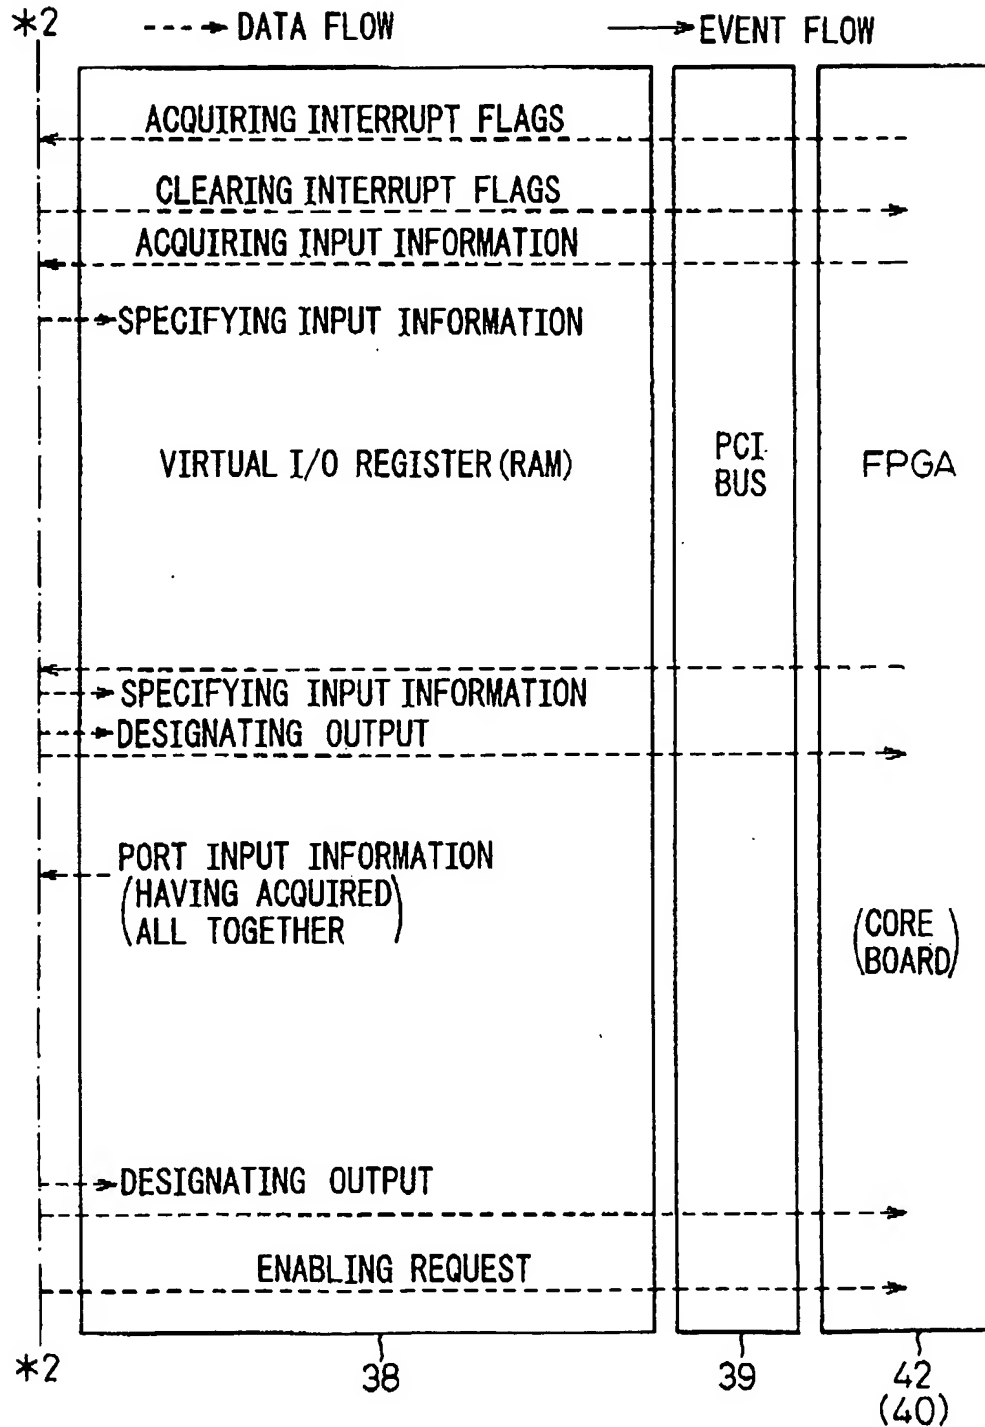 *2
DATA FLOW
EVENT FLOW
ACQUIRING INTERRUPT FLAGS
CLEARING INTERRUPT FLAGS
ACQUIRING INPUT INFORMATION
SPECIFYING INPUT INFORMATION
VIRTUAL I/O REGISTER (RAM)
PCI
BUS
FPGA
SPECIFYING INPUT INFORMATION
DESIGNATING OUTPUT
PORT INPUT INFORMATION
(HAVING ACQUIRED
ALL TOGETHER)
(CORE
BOARD)
DESIGNATING OUTPUT
ENABLING REQUEST
*2
38
39
42
(40)